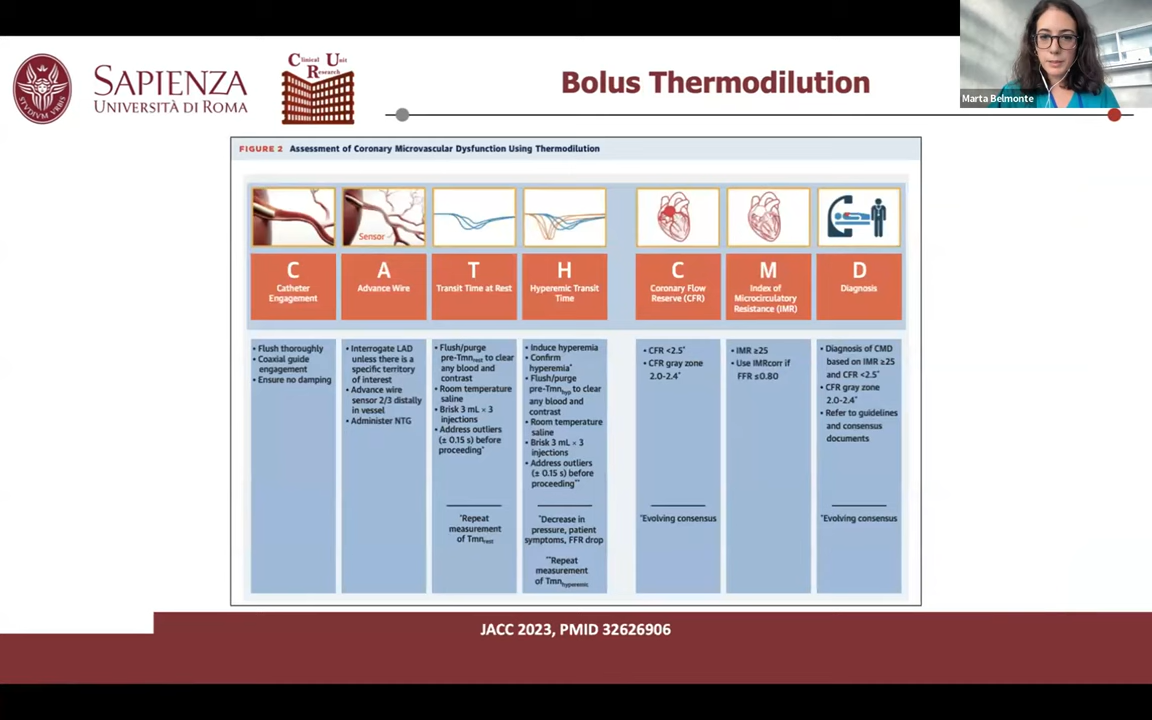 SAPIENZA
UNIVERSITÀ DI ROMA
Clinical Unit
Research
Bolus Thermodilution
Marta Belmonte
FIGURE 2 Assessment of Coronary Microvascular Dysfunction Using Thermodilution
Sensor
C
Catheter
Engagement
A
Advance Wire
T
Transit Time at Rest
H
Hyperemic Transit
Time
C
Coronary Flow
Reserve (CFR)
M
Index of
Microcirculatory
Resistance (IMR)
D
Diagnosis
• Flush thoroughly
• Coaxial guide
engagement
• Ensure no damping
• Interrogate LAD
unless there is a
specific territory
of interest
• Advance wire
sensor 2/3 distally
in vessel
• Administer NTG
• Flush/purge
pre-Tmnrest to clear
any blood and
contrast
• Room temperature
saline
• Brisk 3 mL × 3
injections
• Address outliers
(± 0.15 s) before
proceeding*
*Repeat
measurement
of Tmnrest
• Induce hyperemia
• Confirm
hyperemia*
• Flush/purge
pre-Tmnhyp to clear
any blood and
contrast
• Room temperature
saline
• Brisk 3 mL × 3
injections
• Address outliers
(± 0.15 s) before
proceeding**
*Decrease in
pressure, patient
symptoms, FFR drop
**Repeat
measurement
of Tmnhyperemic
• CFR <2.5*
• CFR gray zone
2.0-2.4*
*Evolving consensus
• IMR ≥25
• Use IMRcorr if
FFR ≤0.80
• Diagnosis of CMD
based on IMR ≥25
and CFR <2.5*
• CFR gray zone
2.0-2.4*
• Refer to guidelines
and consensus
documents
*Evolving consensus
JACC 2023, PMID 32626906